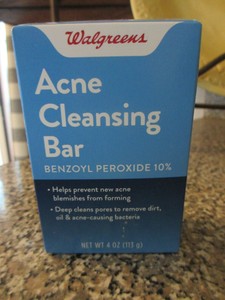 Walgreens
Acne
Cleansing
Bar
BENZOYL PEROXIDE 10%
• Helps prevent new acne
blemishes from forming
• Deep cleans pores to remove dirt,
oil & acne-causing bacteria
NET WT 4 OZ (113 g)